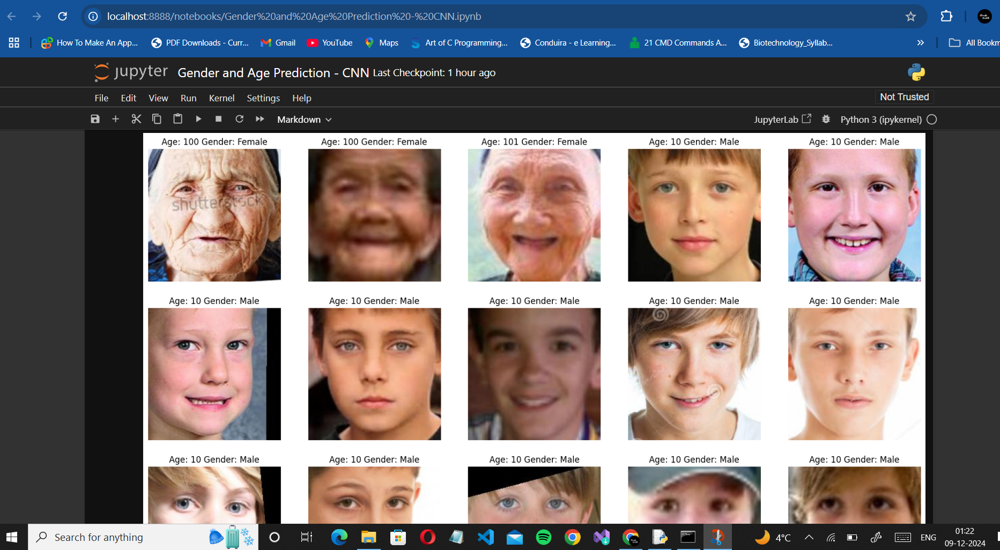 localhost:8888/notebooks/Gender%20and%20Age%20Prediction%20-%20CNN.ipynb
How To Make An App... PDF Downloads - Curr... Gmail YouTube Maps Art of C Programming... Conduira - e Learning... 21 CMD Commands A... Biotechnology_Syllab... All Bookm
jupyter Gender and Age Prediction - CNN Last Checkpoint: 1 hour ago
File Edit View Run Kernel Settings Help Not Trusted
Markdown JupyterLab Python 3 (ipykernel)
Age: 100 Gender: Female Age: 100 Gender: Female Age: 101 Gender: Female Age: 10 Gender: Male Age: 10 Gender: Male
shutterstock
Age: 10 Gender: Male Age: 10 Gender: Male Age: 10 Gender: Male Age: 10 Gender: Male Age: 10 Gender: Male
Age: 10 Gender: Male Age: 10 Gender: Male Age: 10 Gender: Male Age: 10 Gender: Male Age: 10 Gender: Male
Search for anything 4°C ENG 01:22
09-12-2024